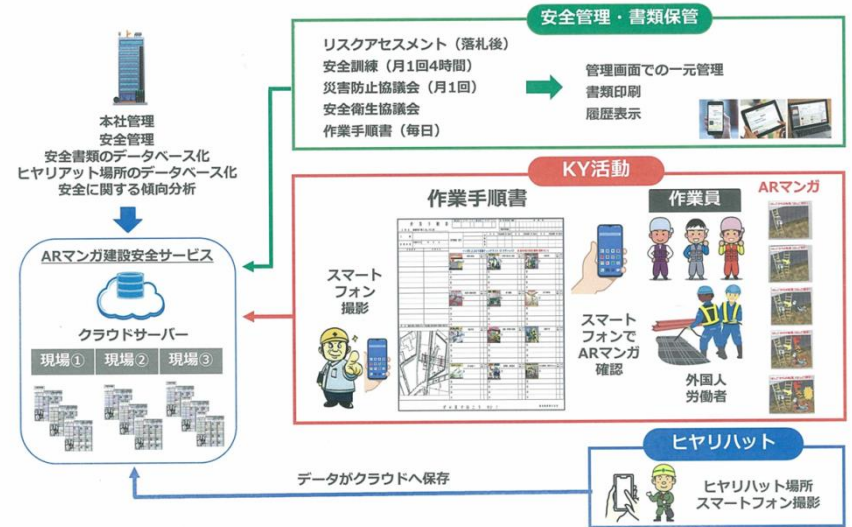 安全管理・書類保管
リスクアセスメント（落札後）
安全訓練（月1回4時間）
災害防止協議会（月1回）
安全衛生協議会
作業手順書（毎日）
管理画面での一元管理
書類印刷
履歴表示
本社管理
安全管理
安全書類のデータベース化
ヒヤリアット場所のデータベース化
安全に関する傾向分析
ARマンガ建設安全サービス
クラウドサーバー
現場① 現場② 現場③
KY活動
作業手順書
スマート
フォン
撮影
作業員
スマート
フォンで
ARマンガ
確認
外国人
労働者
ARマンガ
データがクラウドへ保存
ヒヤリハット
ヒヤリハット場所
スマートフォン撮影